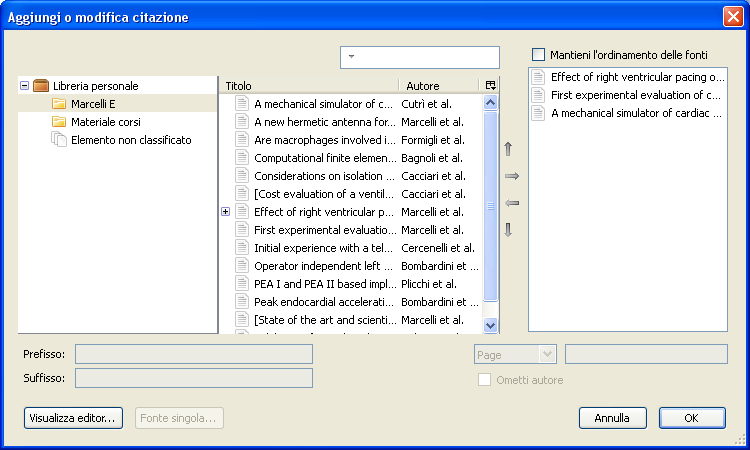 Aggiungi o modifica citazione
Mantieni l'ordinamento delle fonti
Libreria personale
Marcelli E
Materiale corsi
Elemento non classificato
Titolo Autore
A mechanical simulator of c... Cutrì et al.
A new hermetic antenna for... Marcelli et al.
Are macrophages involved i... Formigli et al.
Computational finite elemen... Bagnoli et al.
Considerations on isolation ... Cacciari et al.
[Cost evaluation of a ventil... Cacciari et al.
Effect of right ventricular p... Marcelli et al.
First experimental evaluatio... Marcelli et al.
Initial experience with a tel... Cercenelli et al.
Operator independent left ... Bombardini et ...
PEA I and PEA II based impl... Plicchi et al.
Peak endocardial accelerati... Bombardini et ...
[State of the art and scienti... Marcelli et al.
Effect of right ventricular pacing o...
First experimental evaluation of c...
A mechanical simulator of cardiac ...
Prefisso:
Page
Suffisso:
Ometti autore
Visualizza editor...
Fonte singola...
Annulla
OK